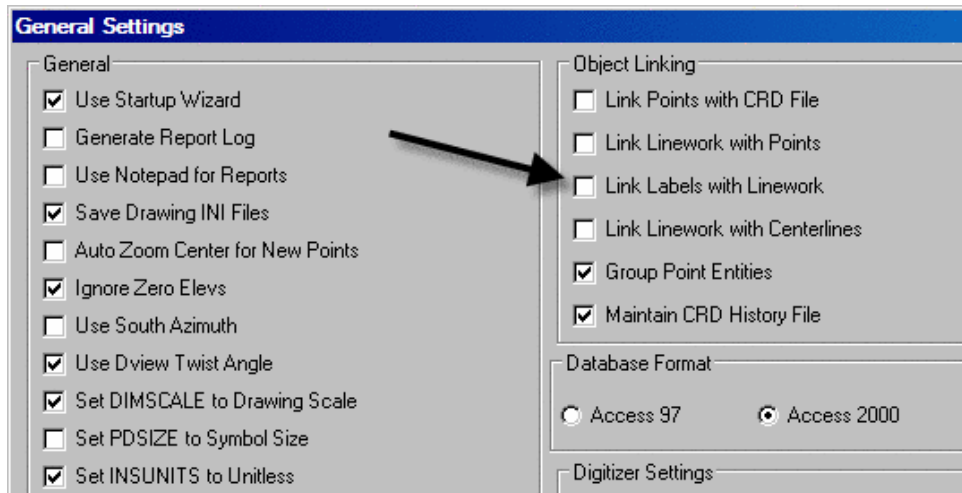 General Settings
General
Use Startup Wizard
Generate Report Log
Use Notepad for Reports
Save Drawing INI Files
Auto Zoom Center for New Points
Ignore Zero Elevs
Use South Azimuth
Use Dview Twist Angle
Set DIMSCALE to Drawing Scale
Set PDSIZE to Symbol Size
Set INSUNITS to Unitless
Object Linking
Link Points with CRD File
Link Linework with Points
Link Labels with Linework
Link Linework with Centerlines
Group Point Entities
Maintain CRD History File
Database Format
Access 97 Access 2000
Digitizer Settings